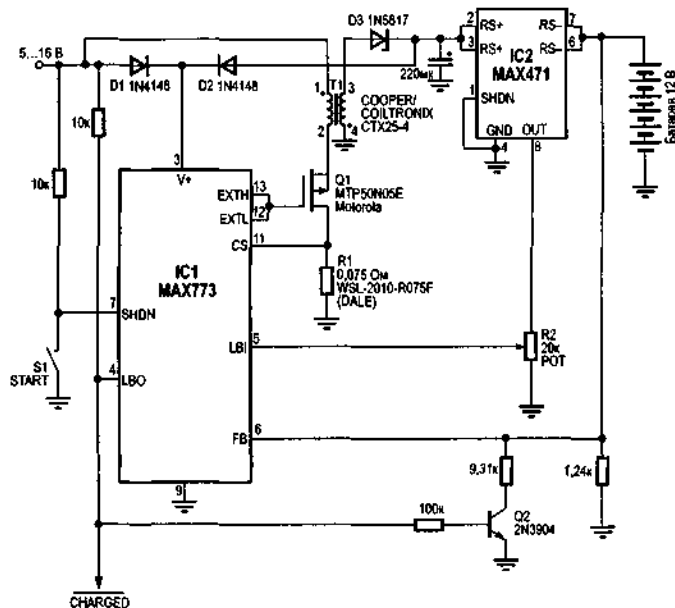 5...16 В
D1 1N4148
D2 1N4148
D3 1N5817
220мк
2 RS+
3 RS+
RS– 7
RS– 6
IC2
MAX471
1 SHDN
GND
4
OUT
8
Батарея 12 В
10к
10к
T1
1
3
2
4
COOPER/
COILTRONIX
CTX25-4
3
V+
EXTH 13
EXTL 12
CS 11
Q1
MTP50N05E
Motorola
IC1
MAX773
R1
0,075 Ом
WSL-2010-R075F
(DALE)
7 SHDN
S1
START
4 LBO
LBI 5
R2
20к
POT
FB 6
9
9,31к
1,24к
100к
Q2
2N3904
CHARGED